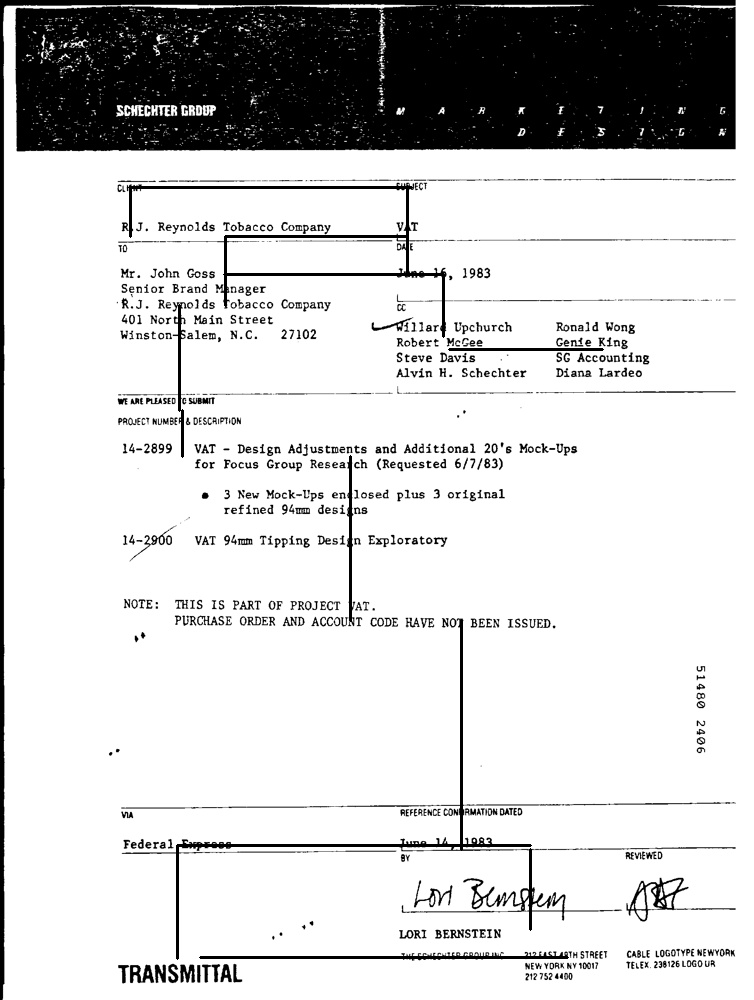 SCHECHTER GROUP
MARKETING
DESIGN
CLIENT
SUBJECT
R.J. Reynolds Tobacco Company
VAT
TO
DATE
Mr. John Goss
June 16, 1983
Senior Brand Manager
R.J. Reynolds Tobacco Company
CC
401 North Main Street
Winston-Salem, N.C. 27102
Willard Upchurch Ronald Wong
Robert McGee Genie King
Steve Davis SG Accounting
Alvin H. Schechter Diana Lardeo
WE ARE PLEASED TO SUBMIT
PROJECT NUMBER & DESCRIPTION
14-2899 VAT - Design Adjustments and Additional 20's Mock-Ups
for Focus Group Research (Requested 6/7/83)
• 3 New Mock-Ups enclosed plus 3 original
refined 94mm designs
14-2900 VAT 94mm Tipping Design Exploratory
NOTE: THIS IS PART OF PROJECT VAT.
PURCHASE ORDER AND ACCOUNT CODE HAVE NOT BEEN ISSUED.
51480 2406
VIA
REFERENCE CONFIRMATION DATED
Federal Express
June 14, 1983
BY
REVIEWED
Lori Bernstein
LORI BERNSTEIN
TRANSMITTAL
THE SCHECHTER GROUP INC.
212 EAST 49TH STREET
NEW YORK NY 10017
212 752 4400
CABLE LOGOTYPE NEWYORK
TELEX. 238126 LOGO UR